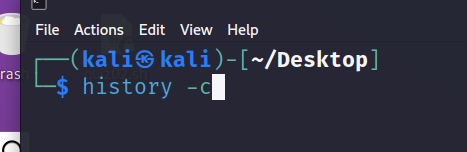 File Actions Edit View Help
┌──(kali㉿kali)-[~/Desktop]
└─$ history -c